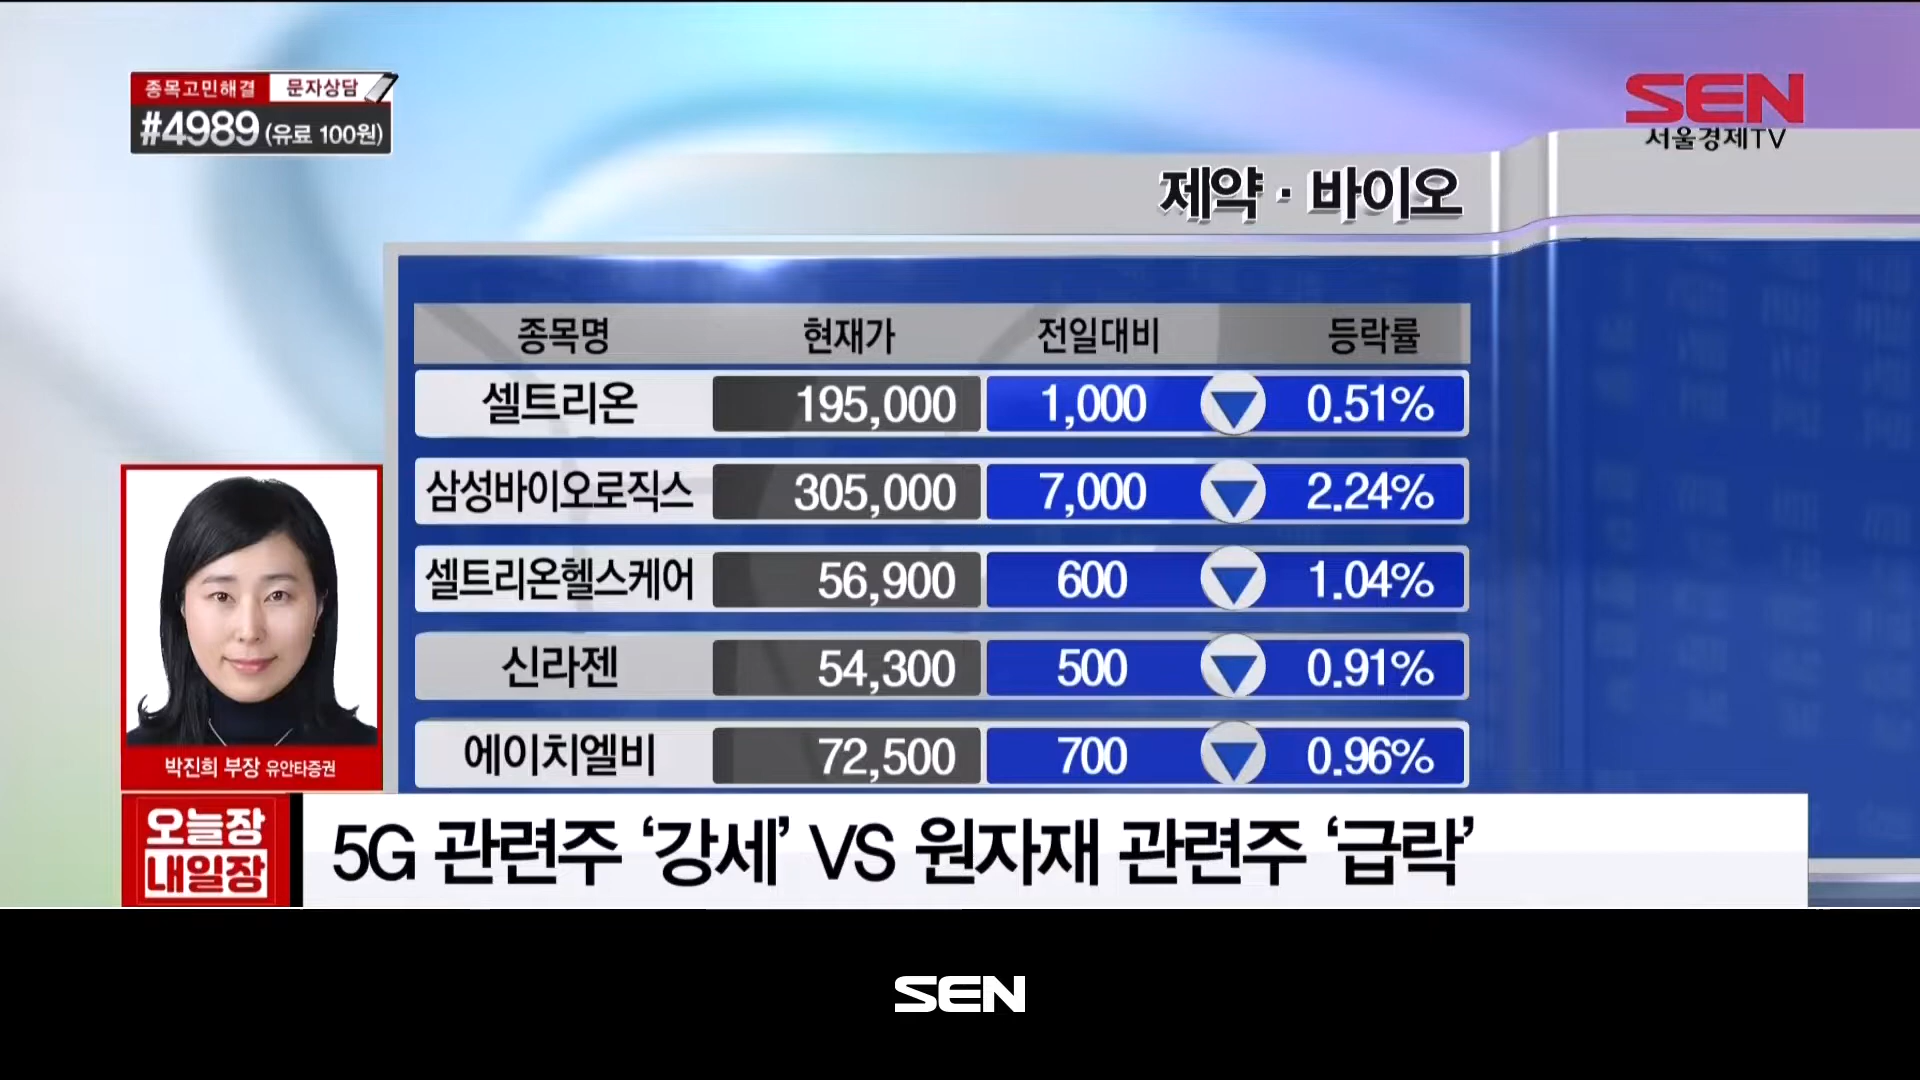 종목고민해결 문자상담
#4989 (유료 100원)
SEN
서울경제TV
제약 · 바이오
종목명 현재가 전일대비 등락률
셀트리온 195,000 1,000 ▼ 0.51%
삼성바이오로직스 305,000 7,000 ▼ 2.24%
셀트리온헬스케어 56,900 600 ▼ 1.04%
신라젠 54,300 500 ▼ 0.91%
에이치엘비 72,500 700 ▼ 0.96%
박진희 부장 유안타증권
오늘장
내일장
5G 관련주 ‘강세’ VS 원자재 관련주 ‘급락’
SEN